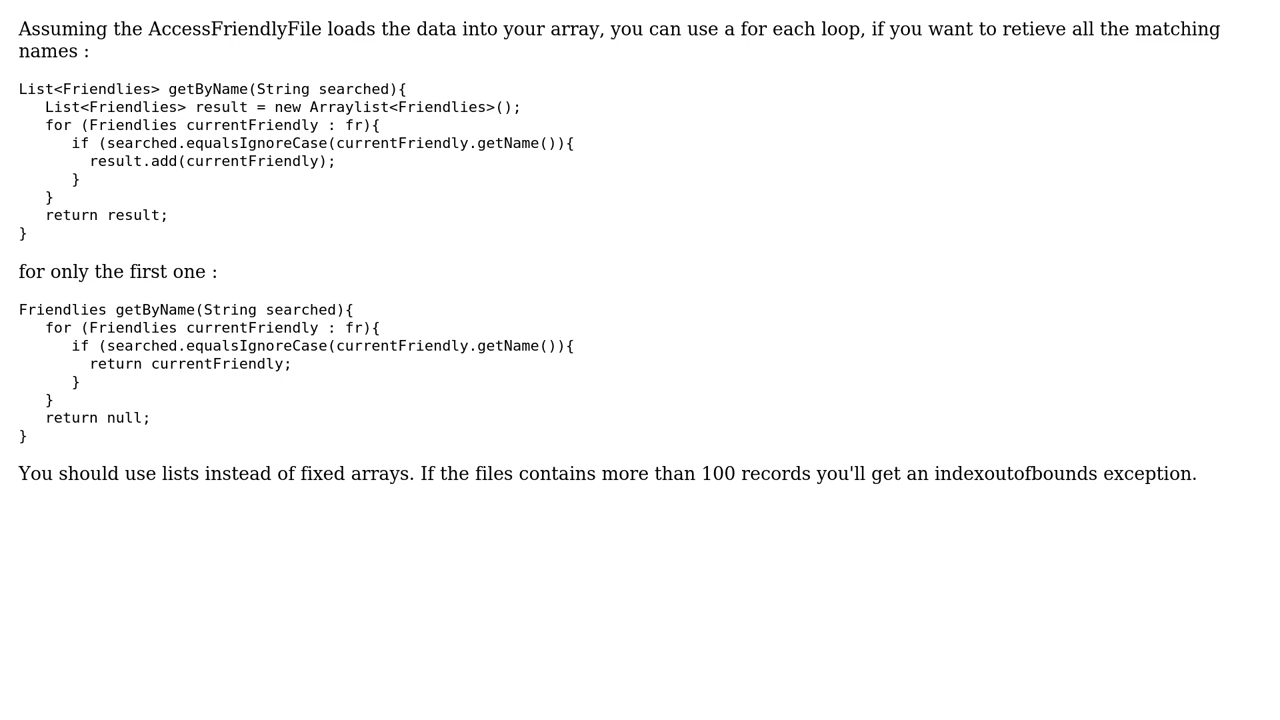 Assuming the AccessFriendlyFile loads the data into your array, you can use a for each loop, if you want to retieve all the matching
names :
List<Friendlies> getByName(String searched){
   List<Friendlies> result = new Arraylist<Friendlies>();
   for (Friendlies currentFriendly : fr){
      if (searched.equalsIgnoreCase(currentFriendly.getName()){
        result.add(currentFriendly);
      }
   }
   return result;
}
for only the first one :
Friendlies getByName(String searched){
   for (Friendlies currentFriendly : fr){
      if (searched.equalsIgnoreCase(currentFriendly.getName()){
        return currentFriendly;
      }
   }
   return null;
}
You should use lists instead of fixed arrays. If the files contains more than 100 records you'll get an indexoutofbounds exception.